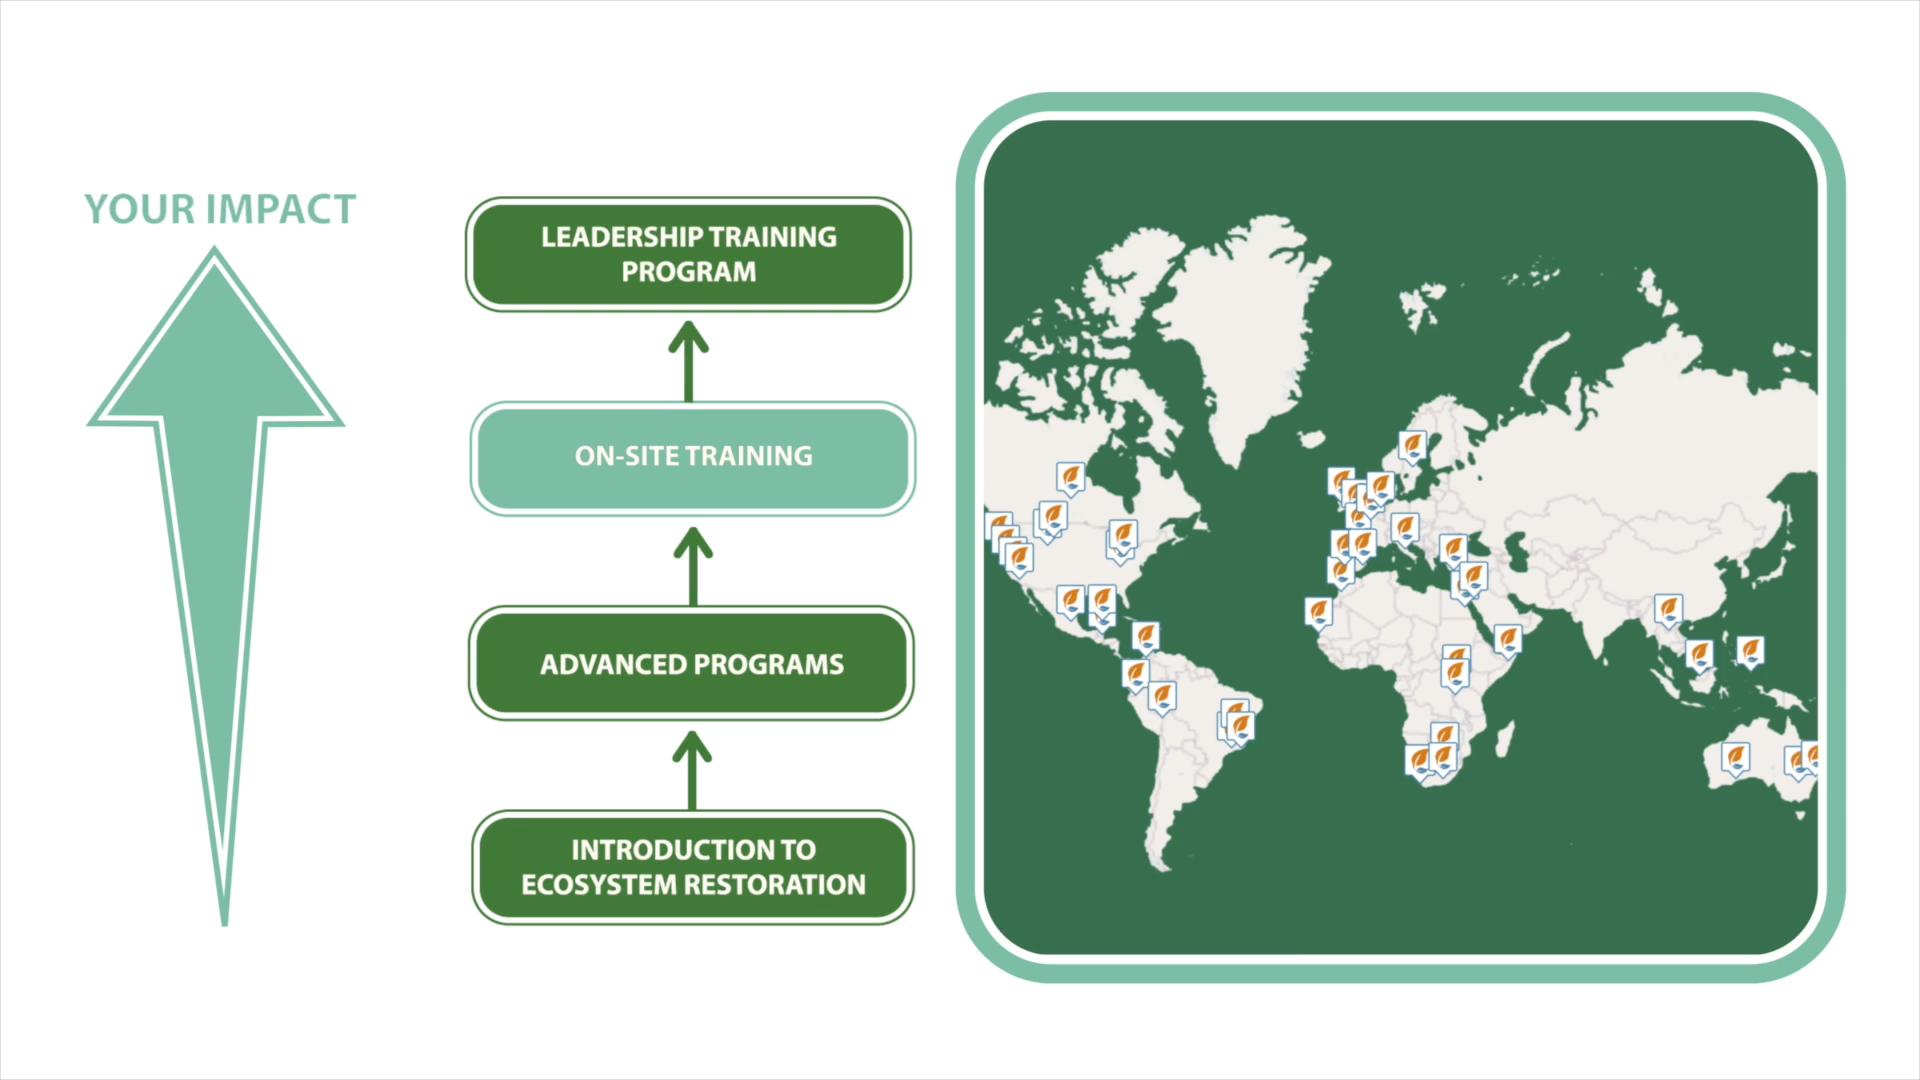 YOUR IMPACT
LEADERSHIP TRAINING
PROGRAM
ON-SITE TRAINING
ADVANCED PROGRAMS
INTRODUCTION TO
ECOSYSTEM RESTORATION